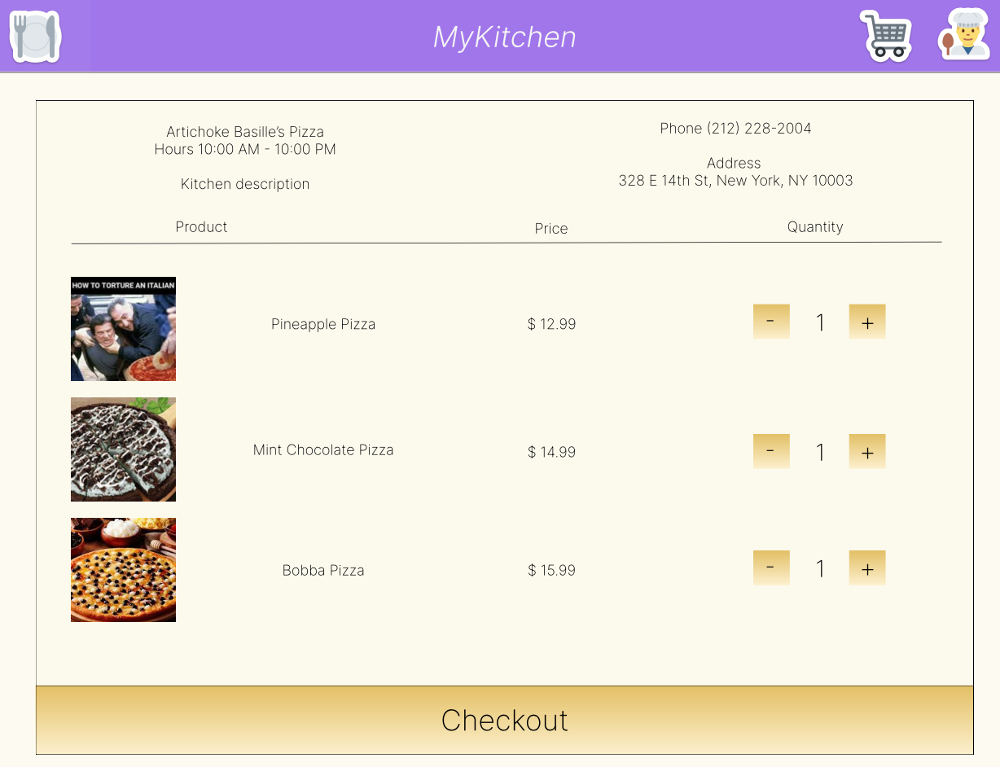 MyKitchen
Artichoke Basille’s Pizza
Hours 10:00 AM - 10:00 PM
Kitchen description
Phone (212) 228-2004
Address
328 E 14th St, New York, NY 10003
Product Price Quantity
HOW TO TORTURE AN ITALIAN
Pineapple Pizza $ 12.99 - 1 +
Mint Chocolate Pizza $ 14.99 - 1 +
Bobba Pizza $ 15.99 - 1 +
Checkout